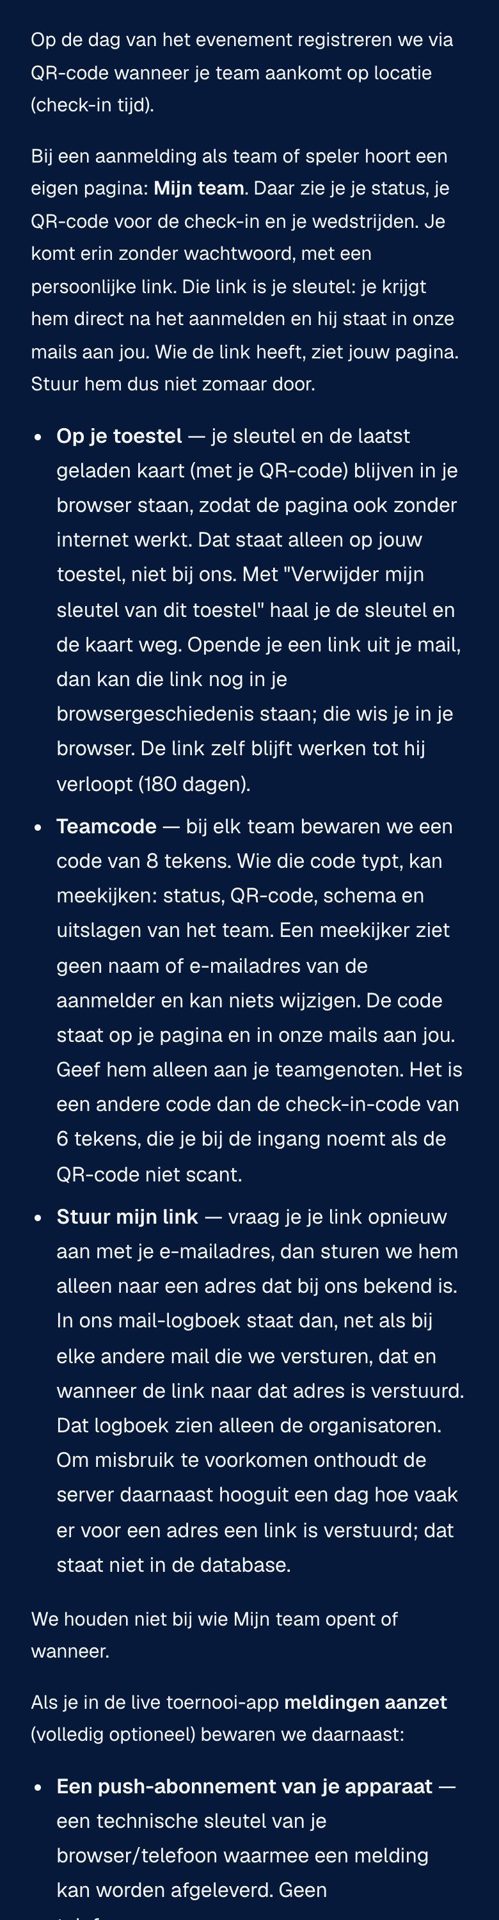 Op de dag van het evenement registreren we via
QR-code wanneer je team aankomt op locatie
(check-in tijd).
Bij een aanmelding als team of speler hoort een
eigen pagina: Mijn team. Daar zie je je status, je
QR-code voor de check-in en je wedstrijden. Je
komt erin zonder wachtwoord, met een
persoonlijke link. Die link is je sleutel: je krijgt
hem direct na het aanmelden en hij staat in onze
mails aan jou. Wie de link heeft, ziet jouw pagina.
Stuur hem dus niet zomaar door.
• Op je toestel — je sleutel en de laatst
geladen kaart (met je QR-code) blijven in je
browser staan, zodat de pagina ook zonder
internet werkt. Dat staat alleen op jouw
toestel, niet bij ons. Met "Verwijder mijn
sleutel van dit toestel" haal je de sleutel en
de kaart weg. Opende je een link uit je mail,
dan kan die link nog in je
browsergeschiedenis staan; die wis je in je
browser. De link zelf blijft werken tot hij
verloopt (180 dagen).
• Teamcode — bij elk team bewaren we een
code van 8 tekens. Wie die code typt, kan
meekijken: status, QR-code, schema en
uitslagen van het team. Een meekijker ziet
geen naam of e-mailadres van de
aanmelder en kan niets wijzigen. De code
staat op je pagina en in onze mails aan jou.
Geef hem alleen aan je teamgenoten. Het is
een andere code dan de check-in-code van
6 tekens, die je bij de ingang noemt als de
QR-code niet scant.
• Stuur mijn link — vraag je je link opnieuw
aan met je e-mailadres, dan sturen we hem
alleen naar een adres dat bij ons bekend is.
In ons mail-logboek staat dan, net als bij
elke andere mail die we versturen, dat en
wanneer de link naar dat adres is verstuurd.
Dat logboek zien alleen de organisatoren.
Om misbruik te voorkomen onthoudt de
server daarnaast hooguit een dag hoe vaak
er voor een adres een link is verstuurd; dat
staat niet in de database.
We houden niet bij wie Mijn team opent of
wanneer.
Als je in de live toernooi-app meldingen aanzet
(volledig optioneel) bewaren we daarnaast:
• Een push-abonnement van je apparaat —
een technische sleutel van je
browser/telefoon waarmee een melding
kan worden afgeleverd. Geen